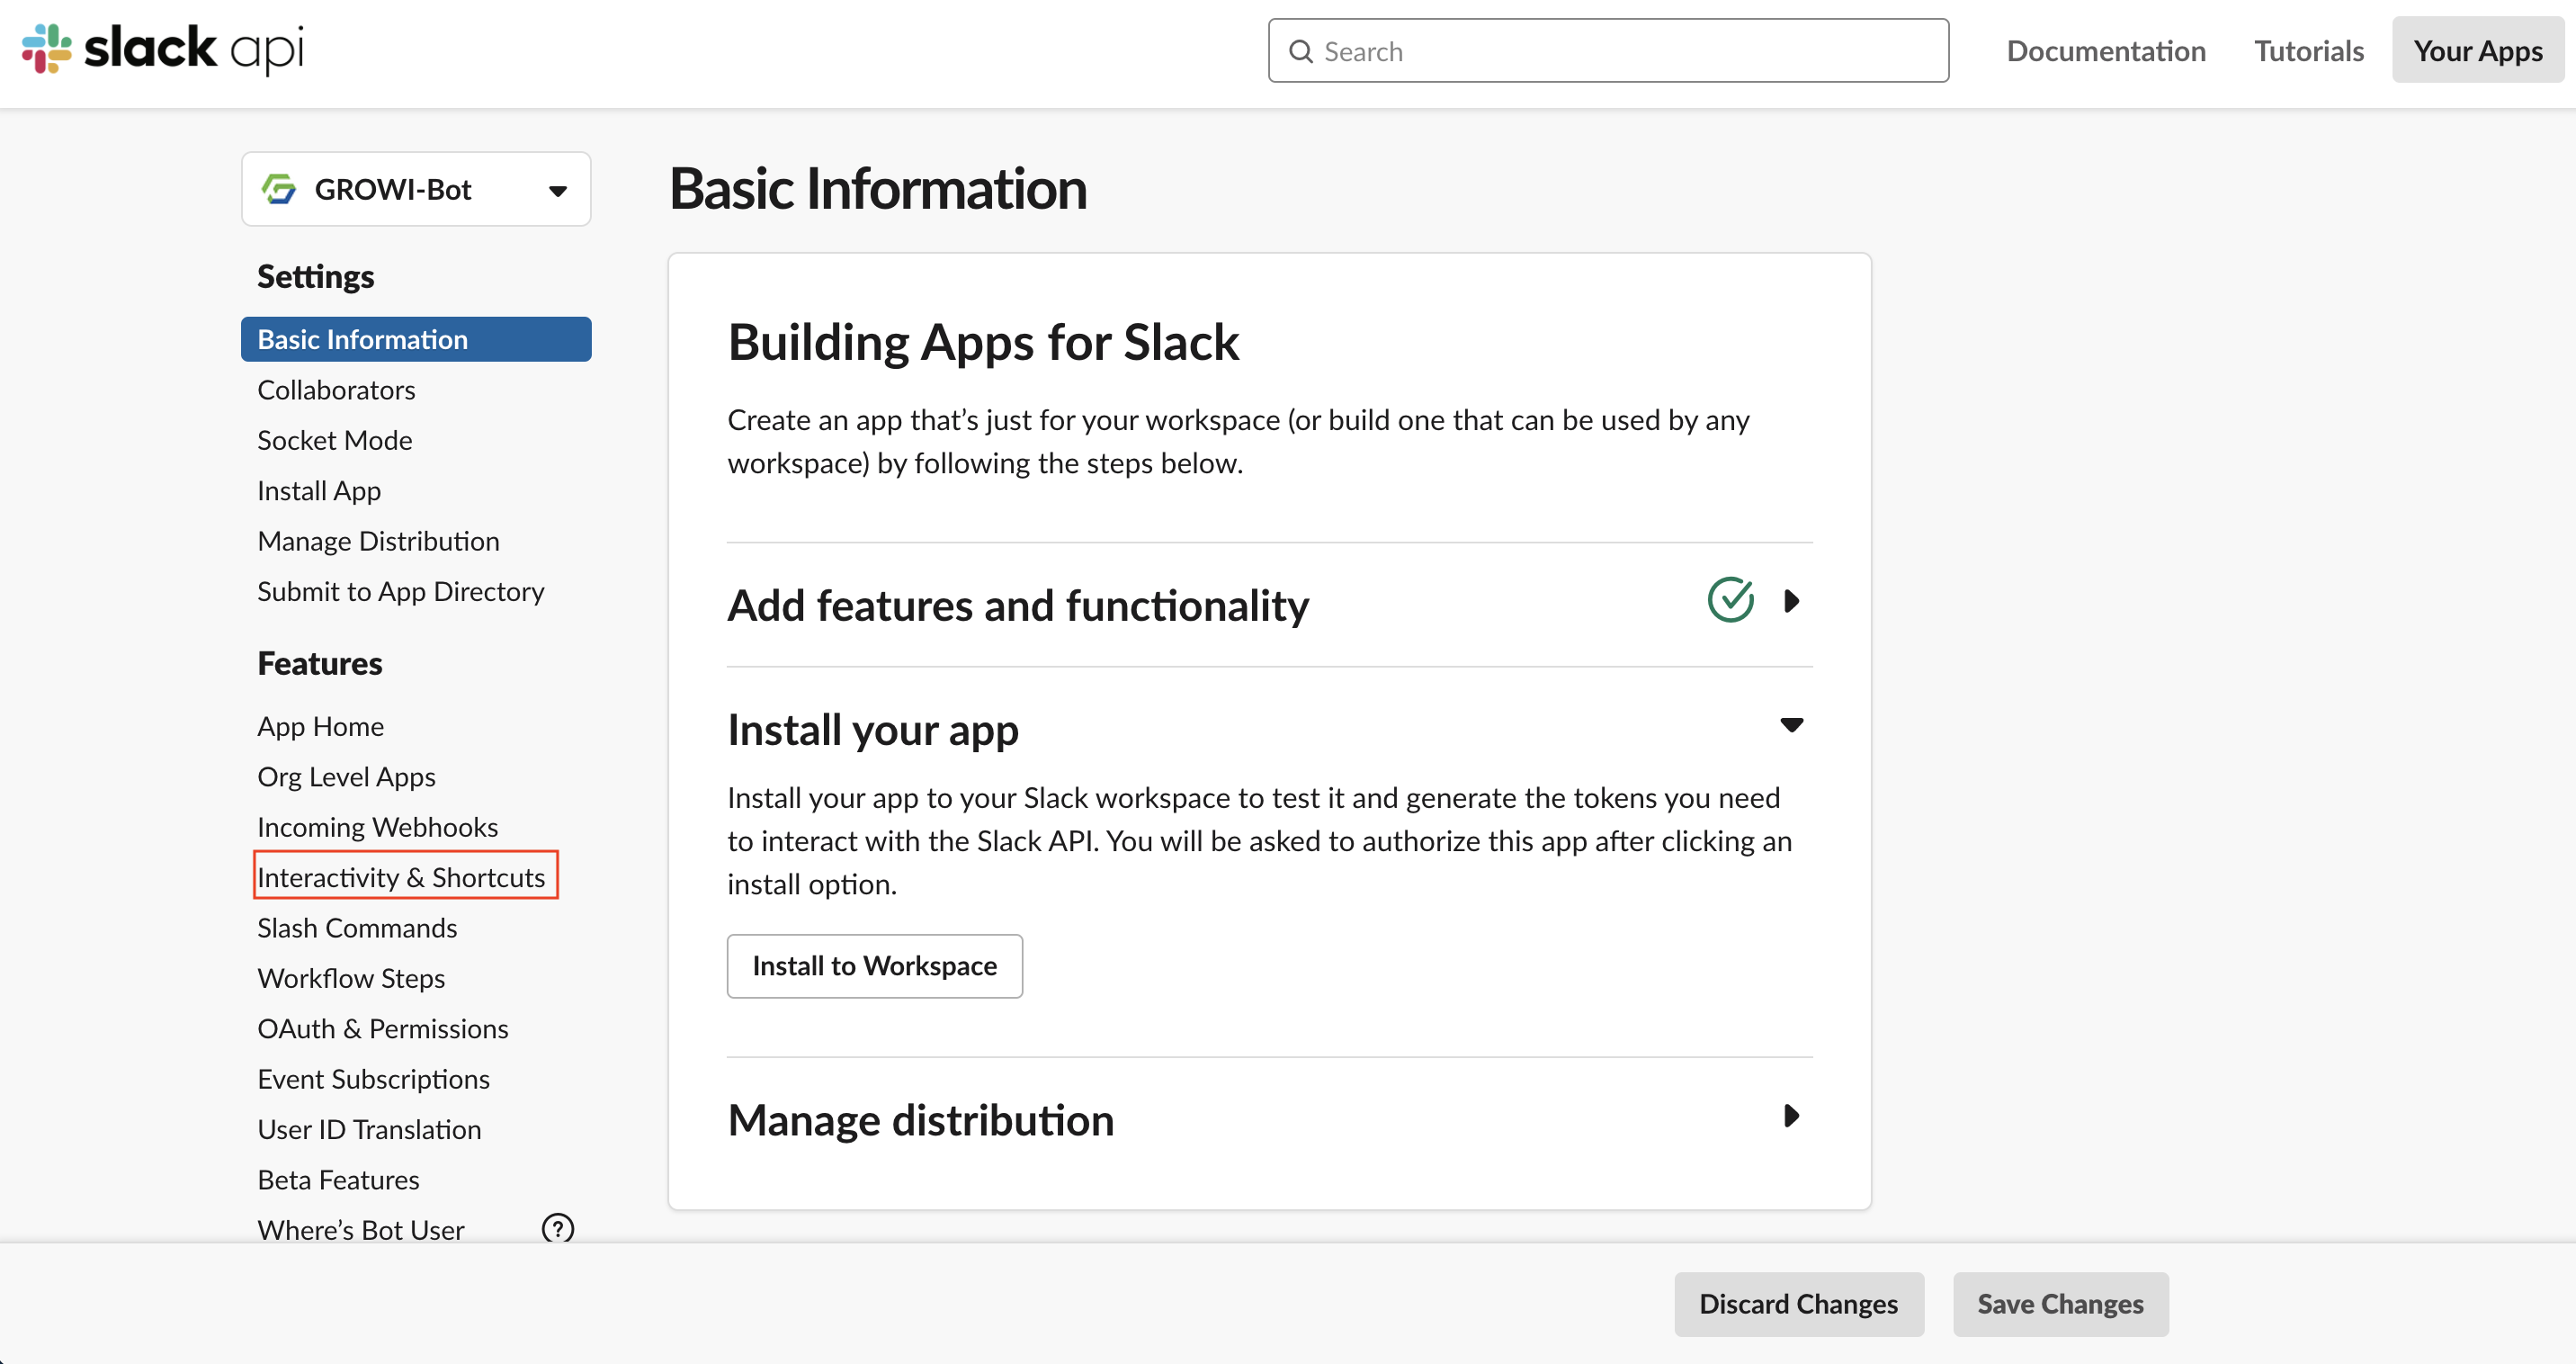 slack api
Search
Documentation
Tutorials
Your Apps
GROWI-Bot
Settings
Basic Information
Collaborators
Socket Mode
Install App
Manage Distribution
Submit to App Directory
Features
App Home
Org Level Apps
Incoming Webhooks
Interactivity & Shortcuts
Slash Commands
Workflow Steps
OAuth & Permissions
Event Subscriptions
User ID Translation
Beta Features
Where’s Bot User
?
Basic Information
Building Apps for Slack
Create an app that’s just for your workspace (or build one that can be used by any
workspace) by following the steps below.
Add features and functionality
Install your app
Install your app to your Slack workspace to test it and generate the tokens you need
to interact with the Slack API. You will be asked to authorize this app after clicking an
install option.
Install to Workspace
Manage distribution
Discard Changes
Save Changes